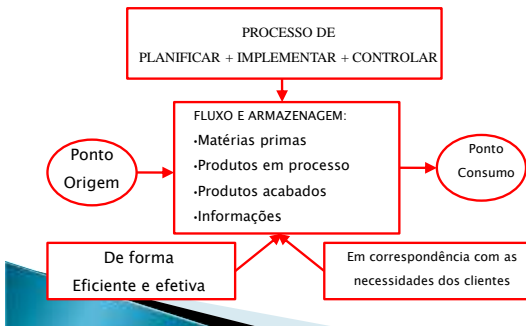 PROCESSO DE
PLANIFICAR + IMPLEMENTAR + CONTROLAR
FLUXO E ARMAZENAGEM:
•Matérias primas
•Produtos em processo
•Produtos acabados
•Informações
Ponto
Origem
Ponto
Consumo
De forma
Eficiente e efetiva
Em correspondência com as
necessidades dos clientes